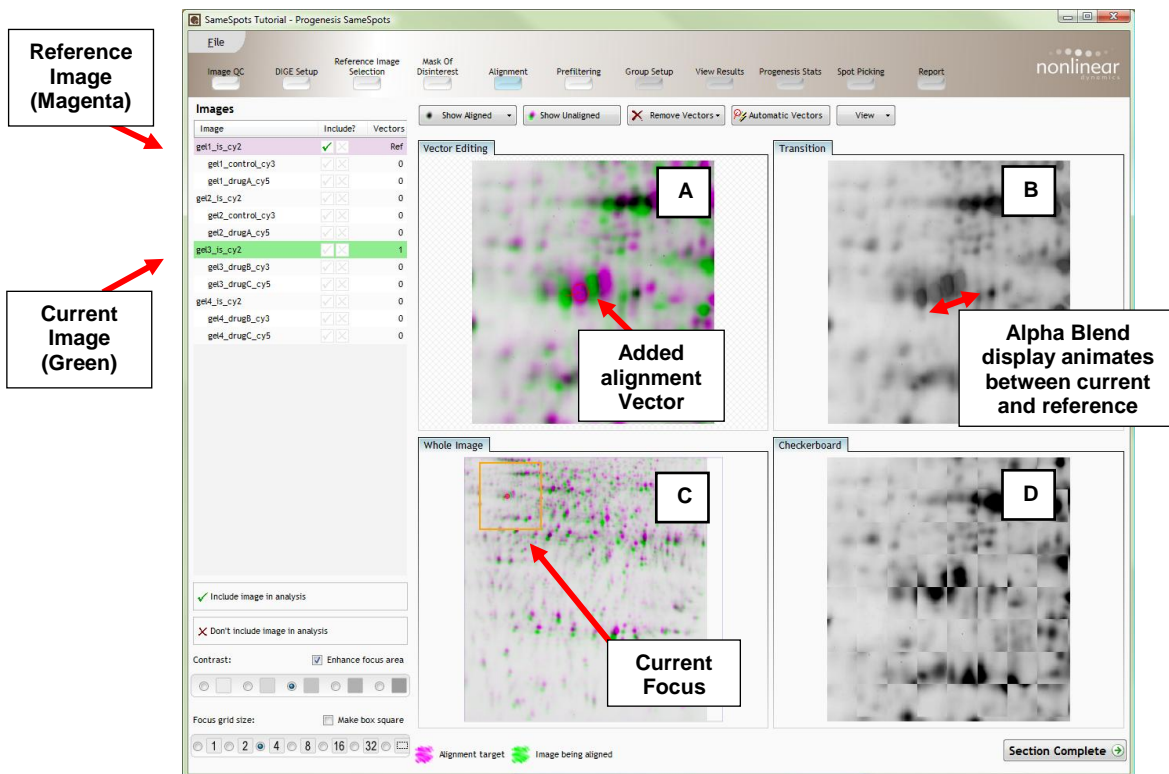 SameSpots Tutorial - Progenesis SameSpots
File
Image QC
DIGE Setup
Reference Image
Selection
Mask Of
Disinterest
Alignment
Prefiltering
Group Setup
View Results
Progenesis Stats
Spot Picking
Report
nonlinear
dynamics
Reference
Image
(Magenta)
Current
Image
(Green)
Images
Image Include? Vectors
gel1_is_cy2 Ref
gel1_control_cy3 0
gel1_drugA_cy5 0
gel2_is_cy2 0
gel2_control_cy3 0
gel2_drugA_cy5 0
gel3_is_cy2 1
gel3_drugB_cy3 0
gel3_drugC_cy5 0
gel4_is_cy2 0
gel4_drugB_cy3 0
gel4_drugC_cy5 0
Include image in analysis
Don't include image in analysis
Contrast: Enhance focus area
Focus grid size: Make box square
1 2 4 8 16 32
Show Aligned
Show Unaligned
Remove Vectors
Automatic Vectors
View
Vector Editing
A
Added
alignment
Vector
Transition
B
Alpha Blend
display animates
between current
and reference
Whole Image
C
Current
Focus
Checkerboard
D
Alignment target
Image being aligned
Section Complete